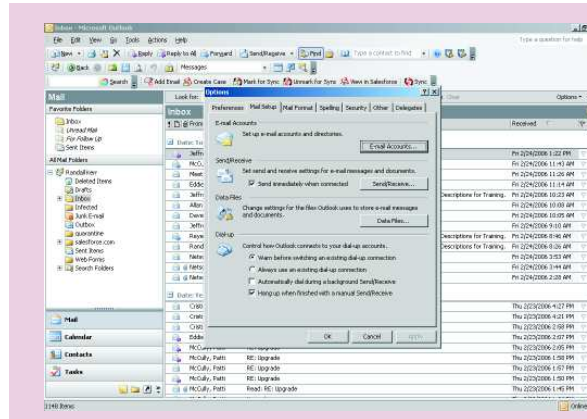 Inbox - Microsoft Outlook
File Edit View Go Tools Actions Help
Type a question for help
New Reply Reply to All Forward Send/Receive Find Type a contact to find
Back Messages
Search Add Email Create Case Mark for Sync Unmark for Sync View in Salesforce Sync
Mail
Look for:
Clear
Options
Favorite Folders
Inbox
Unread Mail
For Follow Up
Sent Items
All Mail Folders
Deleted Items
Drafts
Inbox
Infected
Junk E-mail
Outbox
quarantine
salesforce.com
Sent Items
Web Forms
Search Folders
Mail
Calendar
Contacts
Tasks
1148 Items
Inbox
From
Received
Options
Preferences Mail Setup Mail Format Spelling Security Other Delegates
E-mail Accounts
Set up e-mail accounts and directories.
E-mail Accounts...
Send/Receive
Set send and receive settings for e-mail messages and documents.
Send immediately when connected
Send/Receive...
Data Files
Change settings for the files Outlook uses to store e-mail messages
and documents.
Data Files...
Dial-up
Control how Outlook connects to your dial-up accounts.
Warn before switching an existing dial-up connection
Always use an existing dial-up connection
Automatically dial during a background Send/Receive
Hang up when finished with a manual Send/Receive
OK Cancel Apply
Fri 2/24/2006 1:22 PM
Fri 2/24/2006 11:43 AM
Fri 2/24/2006 11:26 AM
Fri 2/24/2006 11:14 AM
Descriptions for Training. Fri 2/24/2006 10:23 AM
Fri 2/24/2006 10:08 AM
Fri 2/24/2006 10:05 AM
Fri 2/24/2006 9:10 AM
Descriptions for Training. Fri 2/24/2006 8:46 AM
Descriptions for Training. Fri 2/24/2006 8:26 AM
Fri 2/24/2006 3:53 AM
Fri 2/24/2006 3:44 AM
Fri 2/24/2006 2:28 AM
Thu 2/23/2006 4:27 PM
Thu 2/23/2006 4:21 PM
Thu 2/23/2006 2:58 PM
Thu 2/23/2006 2:07 PM
Thu 2/23/2006 2:05 PM
McCully, Patti RE: Upgrade Thu 2/23/2006 1:58 PM
McCully, Patti RE: Upgrade Thu 2/23/2006 1:57 PM
McCully, Patti RE: Upgrade Thu 2/23/2006 1:50 PM
McCully, Patti Read: RE: Upgrade Thu 2/23/2006 1:45 PM
Online